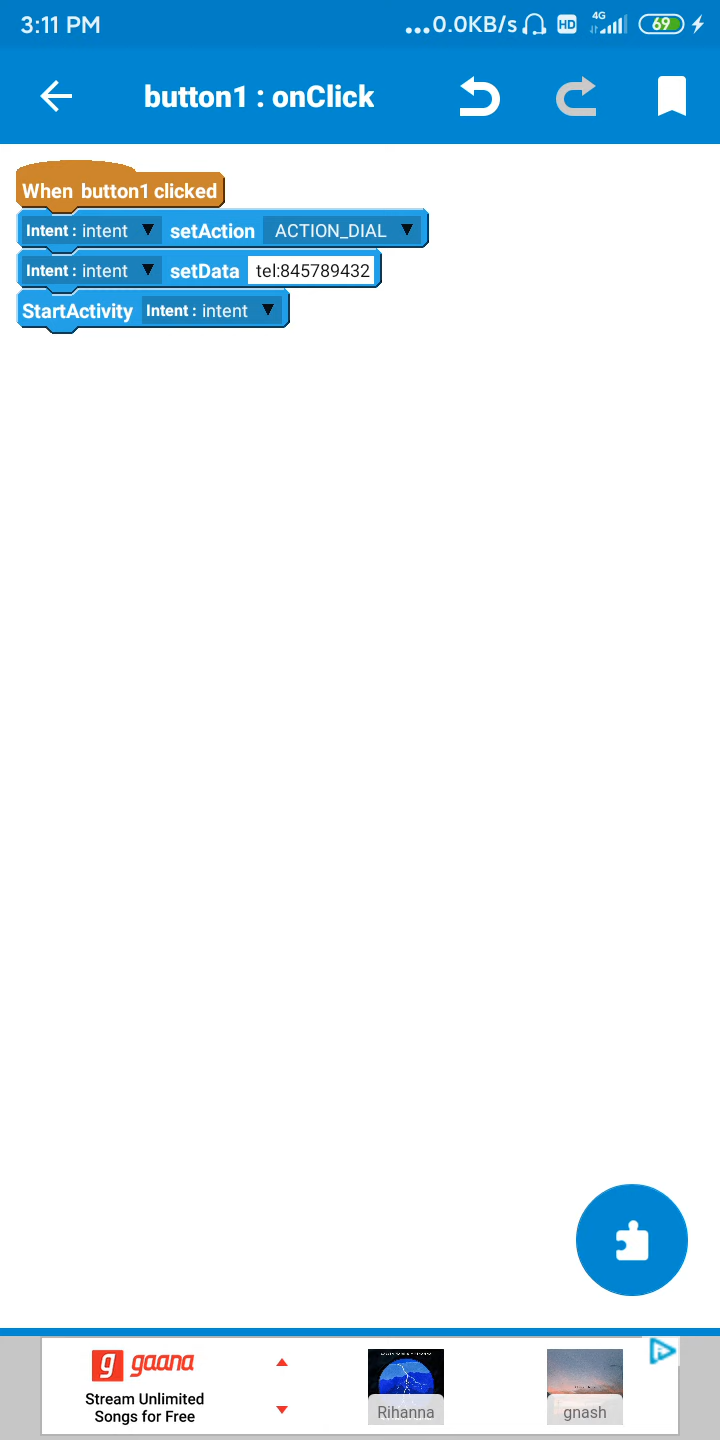 3:11 PM ...0.0KB/s HD 4G 69
button1 : onClick
When button1 clicked
Intent : intent setAction ACTION_DIAL
Intent : intent setData tel:845789432
StartActivity Intent : intent
g gaana
Stream Unlimited
Songs for Free
Rihanna
gnash